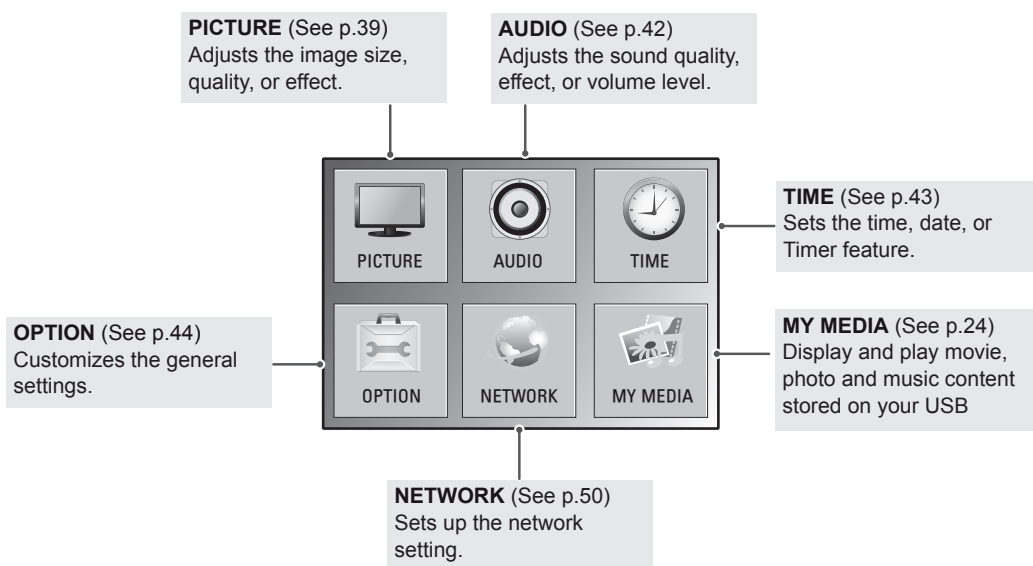 PICTURE (See p.39)
Adjusts the image size,
quality, or effect.
AUDIO (See p.42)
Adjusts the sound quality,
effect, or volume level.
PICTURE
AUDIO
TIME
TIME (See p.43)
Sets the time, date, or
Timer feature.
OPTION (See p.44)
Customizes the general
settings.
OPTION
NETWORK
MY MEDIA
MY MEDIA (See p.24)
Display and play movie,
photo and music content
stored on your USB
NETWORK (See p.50)
Sets up the network
setting.